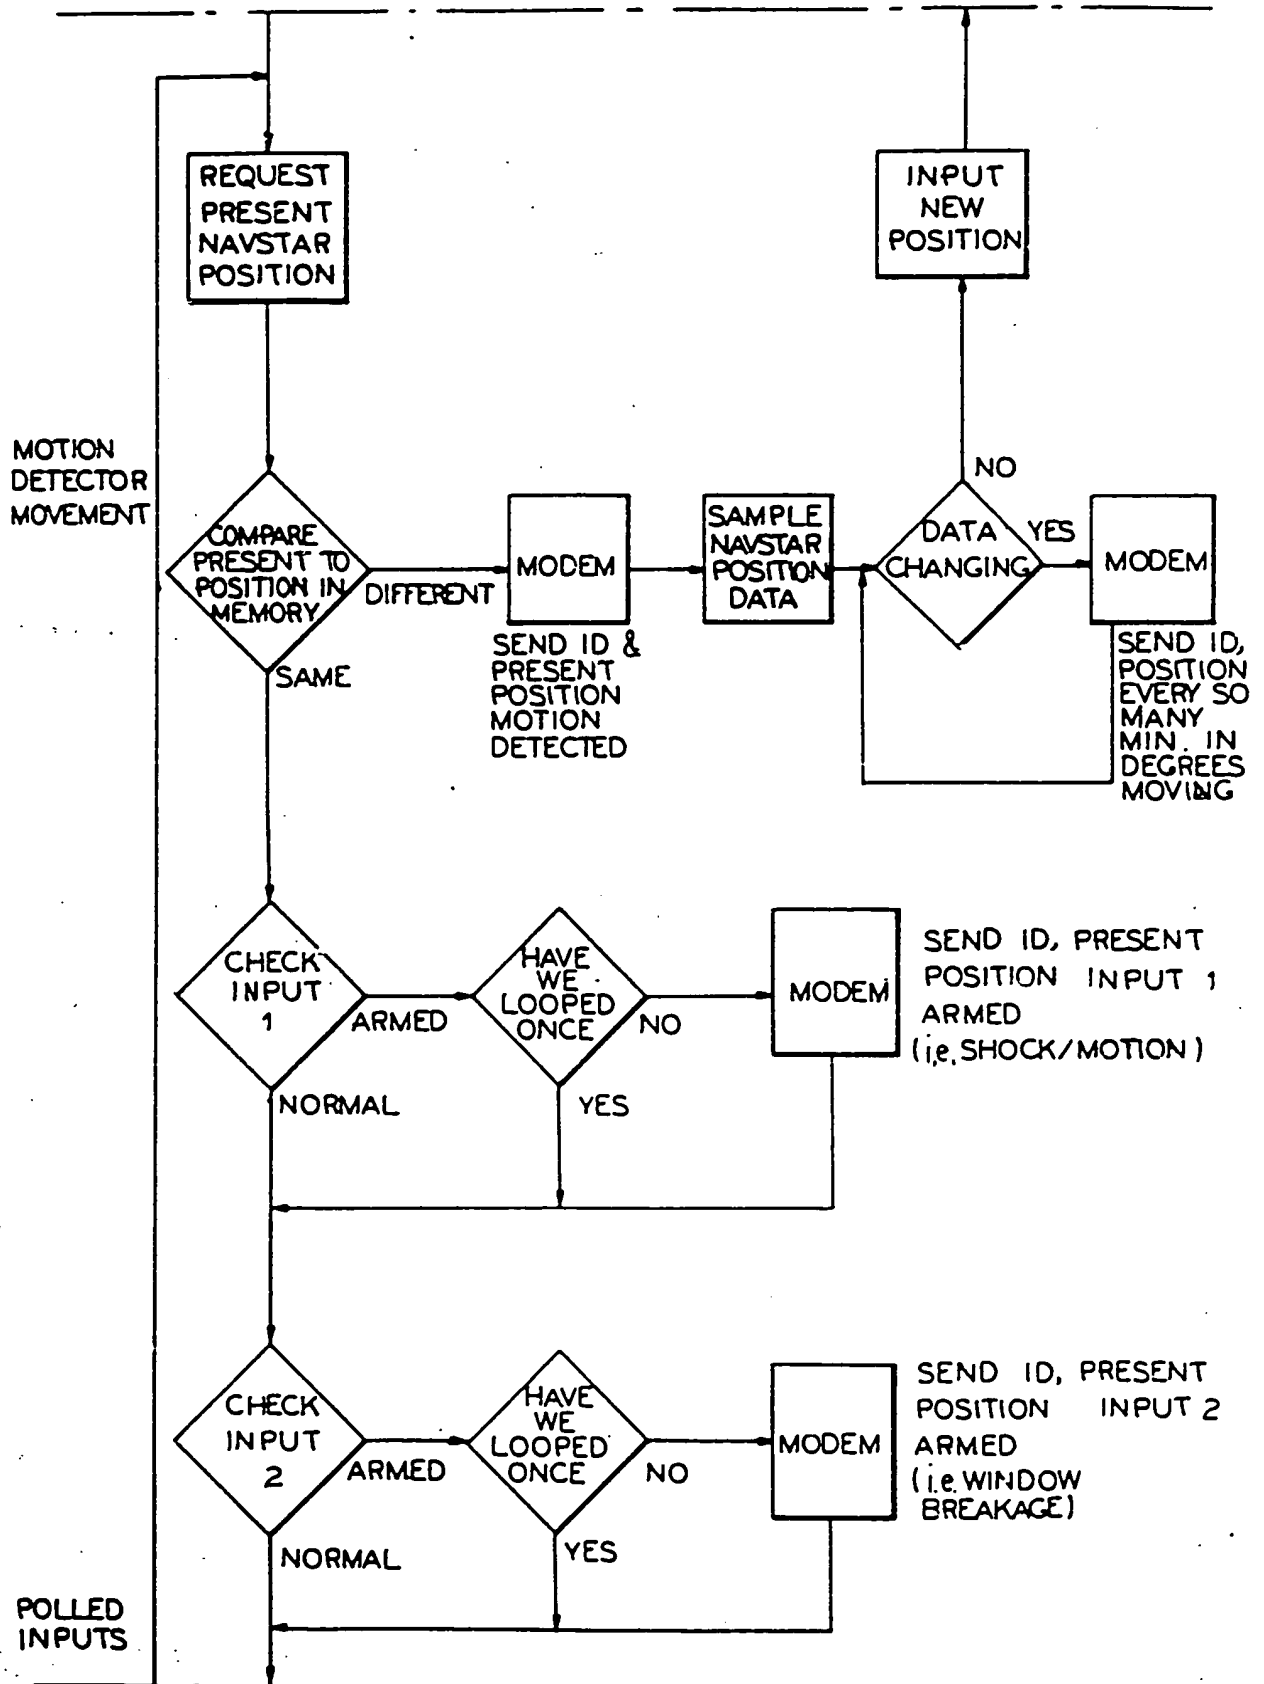 REQUEST
PRESENT
NAVSTAR
POSITION
INPUT
NEW
POSITION
MOTION
DETECTOR
MOVEMENT
COMPARE
PRESENT TO
POSITION IN
MEMORY
DIFFERENT
SAME
MODEM
SEND ID &
PRESENT
POSITION
MOTION
DETECTED
SAMPLE
NAVSTAR
POSITION
DATA
DATA
CHANGING
NO
YES
MODEM
SEND ID,
POSITION
EVERY SO
MANY
MIN. IN
DEGREES
MOVING
CHECK
INPUT
1
ARMED
NORMAL
HAVE
WE
LOOPED
ONCE
NO
YES
MODEM
SEND ID, PRESENT
POSITION INPUT 1
ARMED
(i.e. SHOCK/MOTION)
CHECK
INPUT
2
ARMED
NORMAL
HAVE
WE
LOOPED
ONCE
NO
YES
MODEM
SEND ID, PRESENT
POSITION INPUT 2
ARMED
(i.e. WINDOW
BREAKAGE)
POLLED
INPUTS